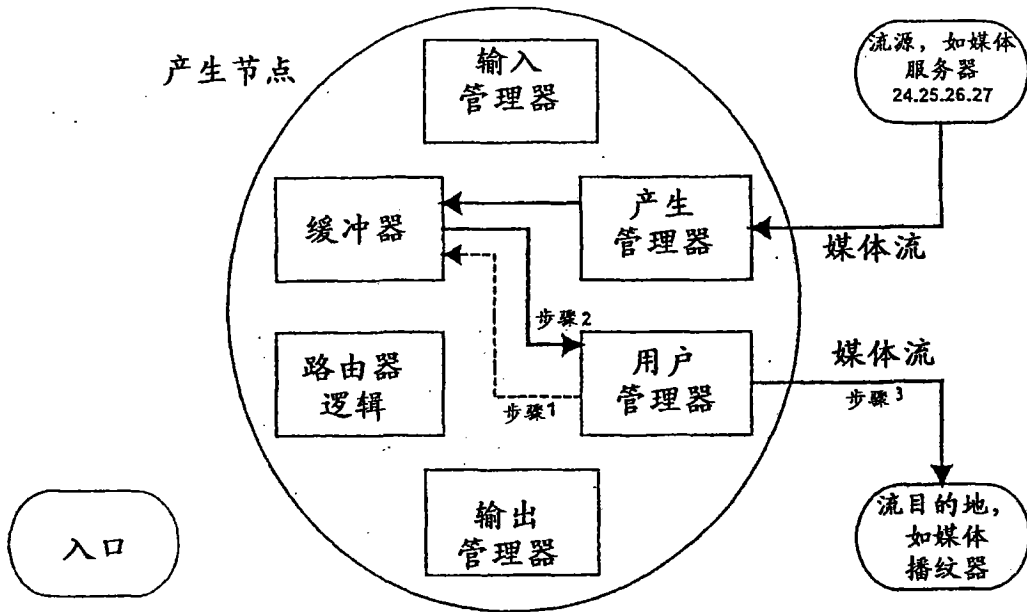 产生节点
输入
管理器
流源，如媒体
服务器
24.25.26.27
缓冲器
产生
管理器
媒体流
步骤2
路由器
逻辑
用户
管理器
媒体流
步骤3
步骤1
输出
管理器
流目的地，
如媒体
播纹器
入口